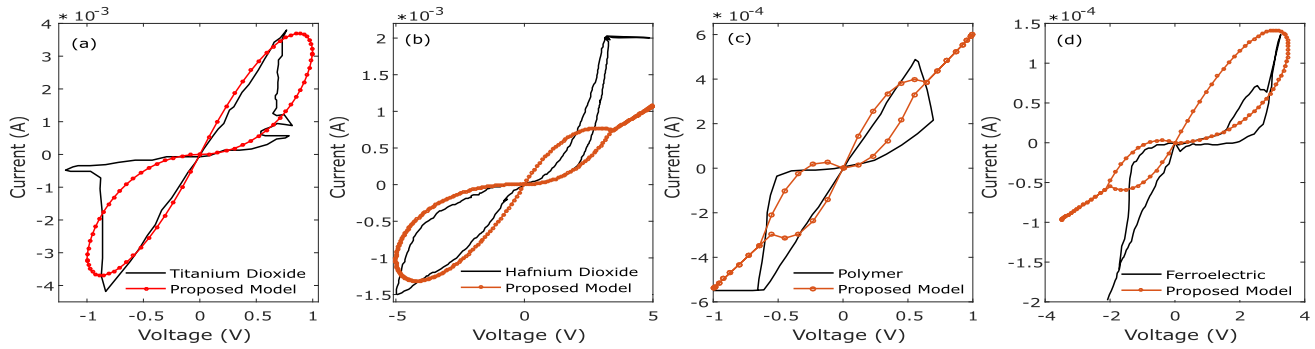 * 10⁻³
(a)
4
3
2
1
0
-1
-2
-3
-4
Current (A)
Titanium Dioxide
Proposed Model
-1 -0.5 0 0.5 1
Voltage (V)
* 10⁻³
(b)
2
1.5
1
0.5
0
-0.5
-1
-1.5
Current (A)
Hafnium Dioxide
Proposed Model
-5 0 5
Voltage (V)
* 10⁻⁴
(c)
6
4
2
0
-2
-4
-6
Current (A)
Polymer
Proposed Model
-1 -0.5 0 0.5 1
Voltage (V)
* 10⁻⁴
(d)
1.5
1
0.5
0
-0.5
-1
-1.5
-2
Current (A)
Ferroelectric
Proposed Model
-4 -2 0 2 4
Voltage (V)